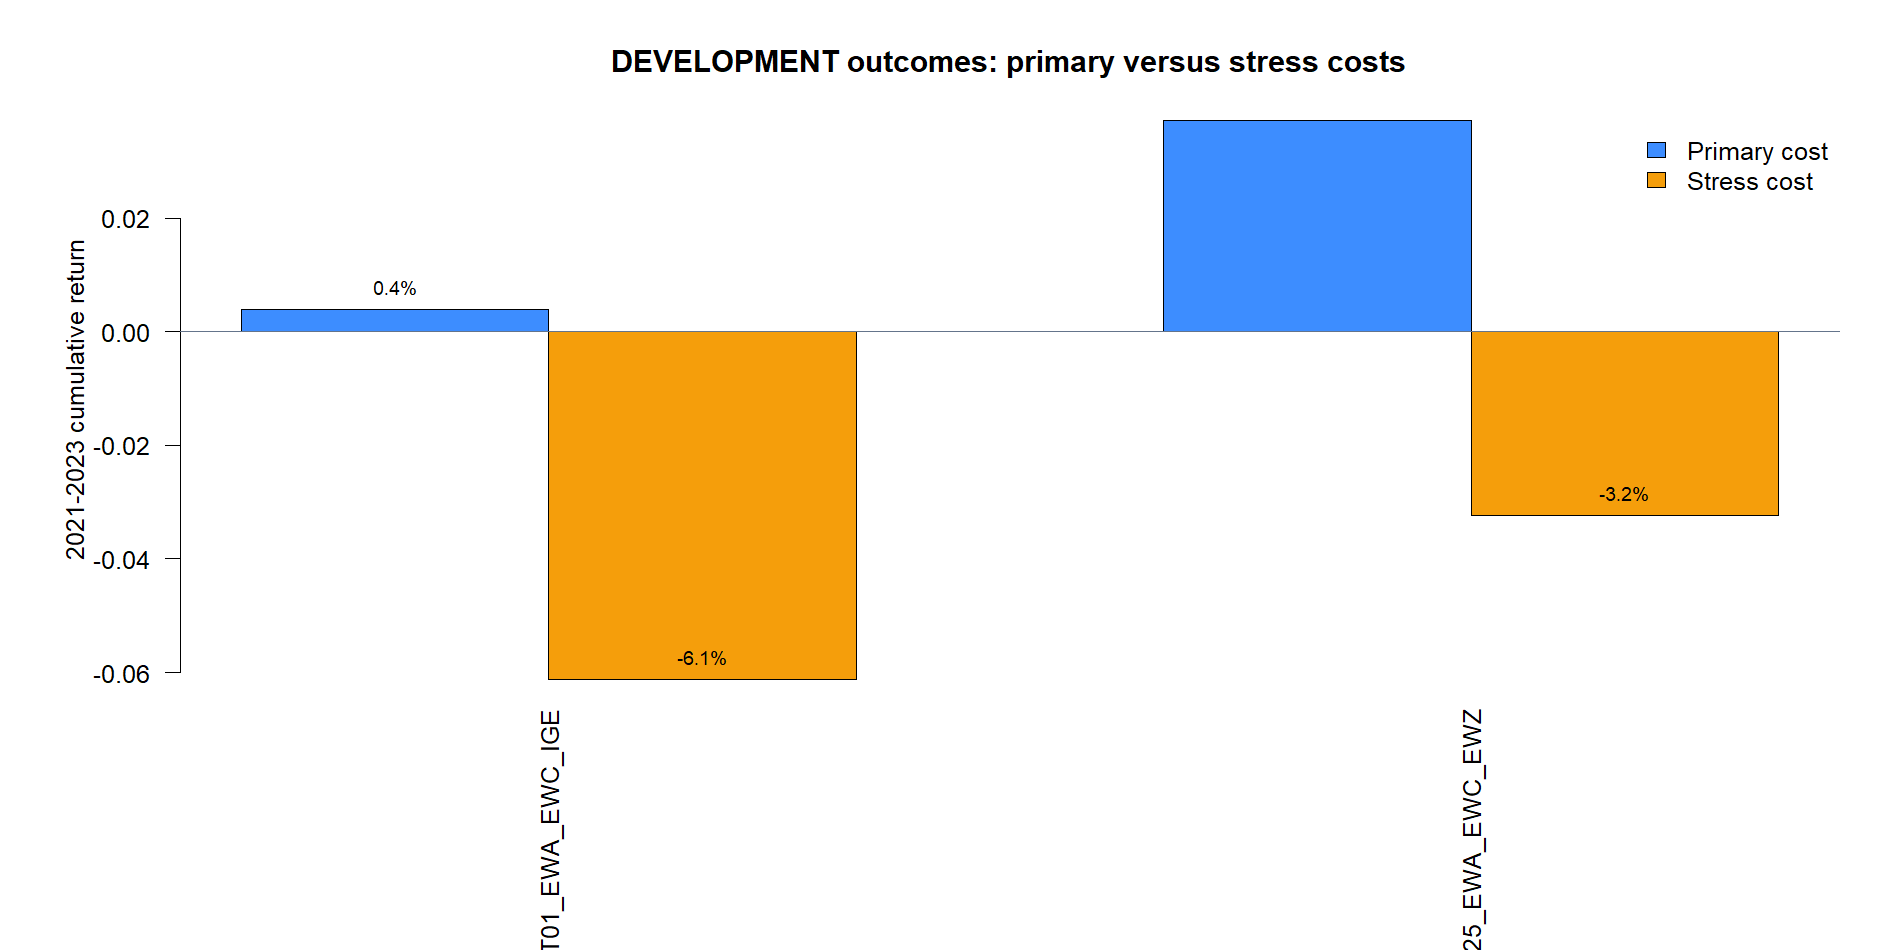 DEVELOPMENT outcomes: primary versus stress costs
Primary cost
Stress cost
2021-2023 cumulative return
0.02
0.00
-0.02
-0.04
-0.06
0.4%
-6.1%
-3.2%
T01_EWA_EWC_IGE
25_EWA_EWC_EWZ